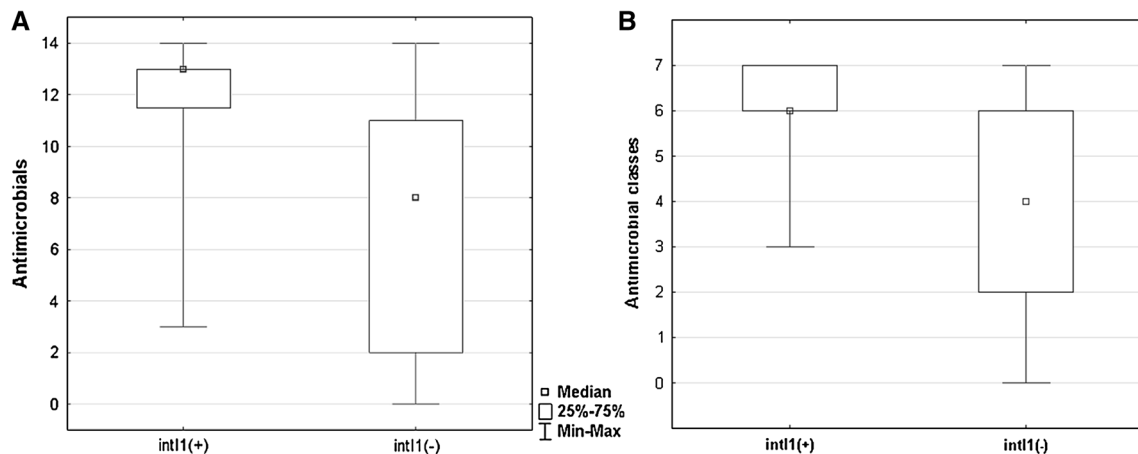 A
Antimicrobials
14
12
10
8
6
4
2
0
intI1(+)
intI1(-)
Median
25%-75%
Min-Max
B
Antimicrobial classes
7
6
5
4
3
2
1
0
intI1(+)
intI1(-)